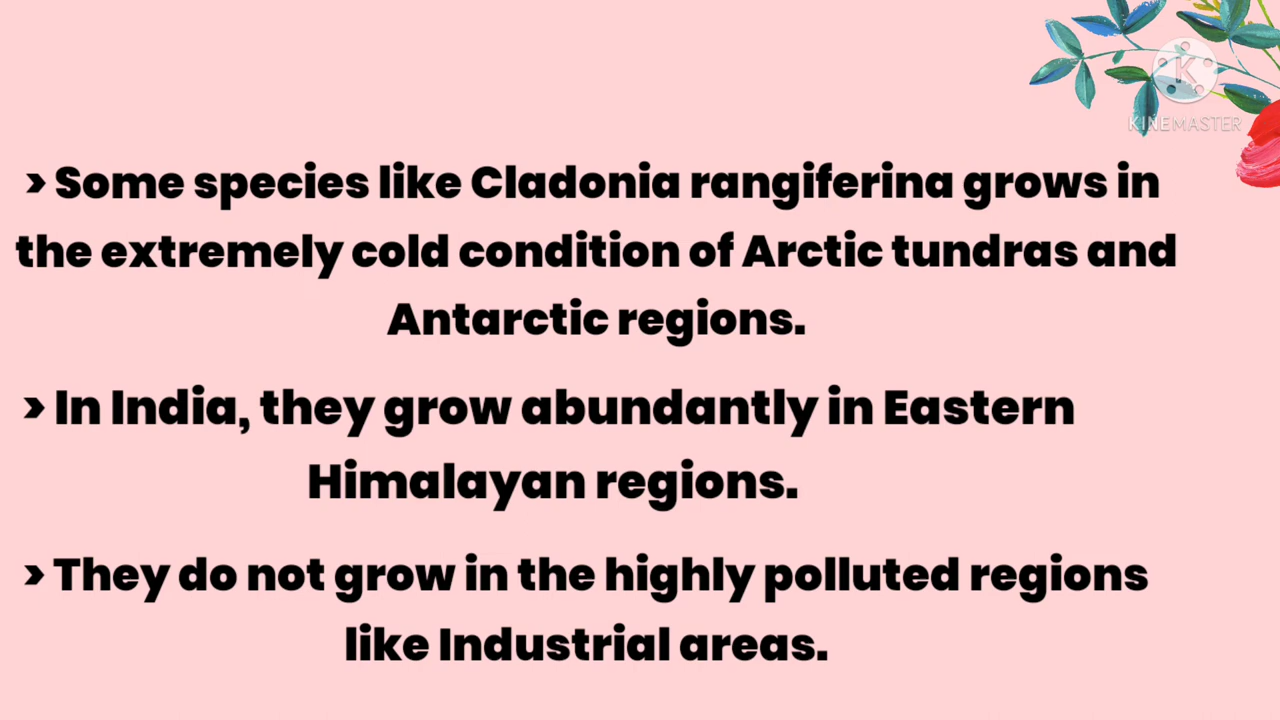 KINEMASTER
> Some species like Cladonia rangiferina grows in
the extremely cold condition of Arctic tundras and
Antarctic regions.
> In India, they grow abundantly in Eastern
Himalayan regions.
> They do not grow in the highly polluted regions
like Industrial areas.